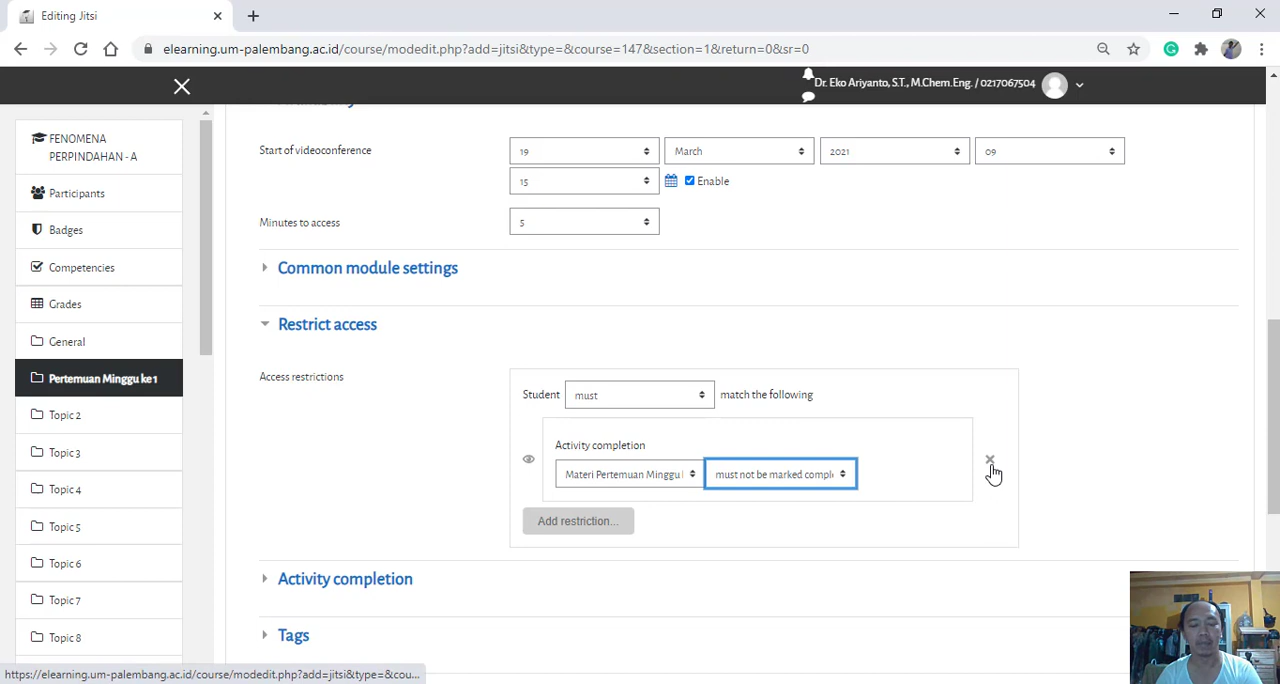 Editing Jitsi
elearning.um-palembang.ac.id/course/modedit.php?add=jitsi&type=&course=147&section=1&return=0&sr=0
Dr. Eko Ariyanto, S.T., M.Chem.Eng. / 0217067504
FENOMENA
PERPINDAHAN - A
Participants
Badges
Competencies
Grades
General
Pertemuan Minggu ke 1
Topic 2
Topic 3
Topic 4
Topic 5
Topic 6
Topic 7
Topic 8
Start of videoconference
19 March 2021 09
15 Enable
Minutes to access 5
Common module settings
Restrict access
Access restrictions
Student must match the following
Activity completion
Materi Pertemuan Minggu must not be marked comple
Add restriction...
Activity completion
Tags
https://elearning.um-palembang.ac.id/course/modedit.php?add=jitsi&type=&cou...